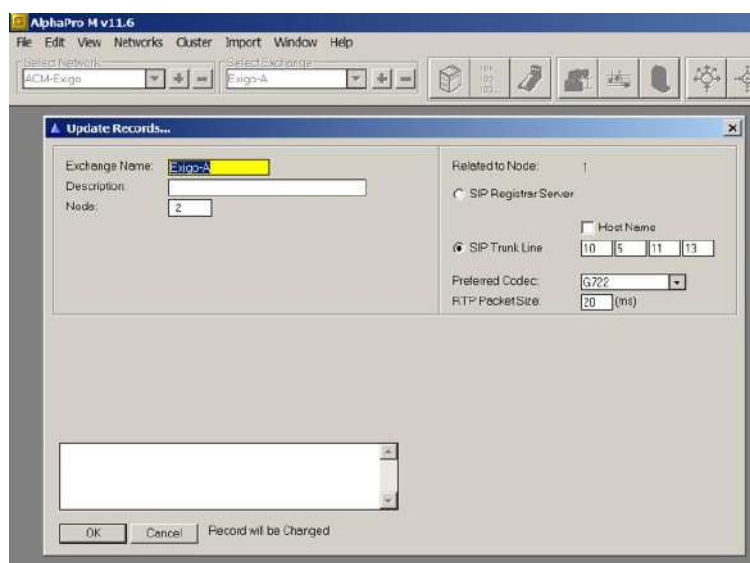 AlphaPro M v11.6
File Edit View Networks Cluster Import Window Help
Select Network
Select Exchange
ACM-Exigo
Exigo-A
Update Records...
Exchange Name: Exigo-A
Description:
Node: 2
Related to Node: 1
SIP Registrar Server
Host Name
SIP Trunk Line 10 5 11 13
Preferred Codec: G722
RTP Packet Size: 20 (ms)
OK Cancel Record will be Changed